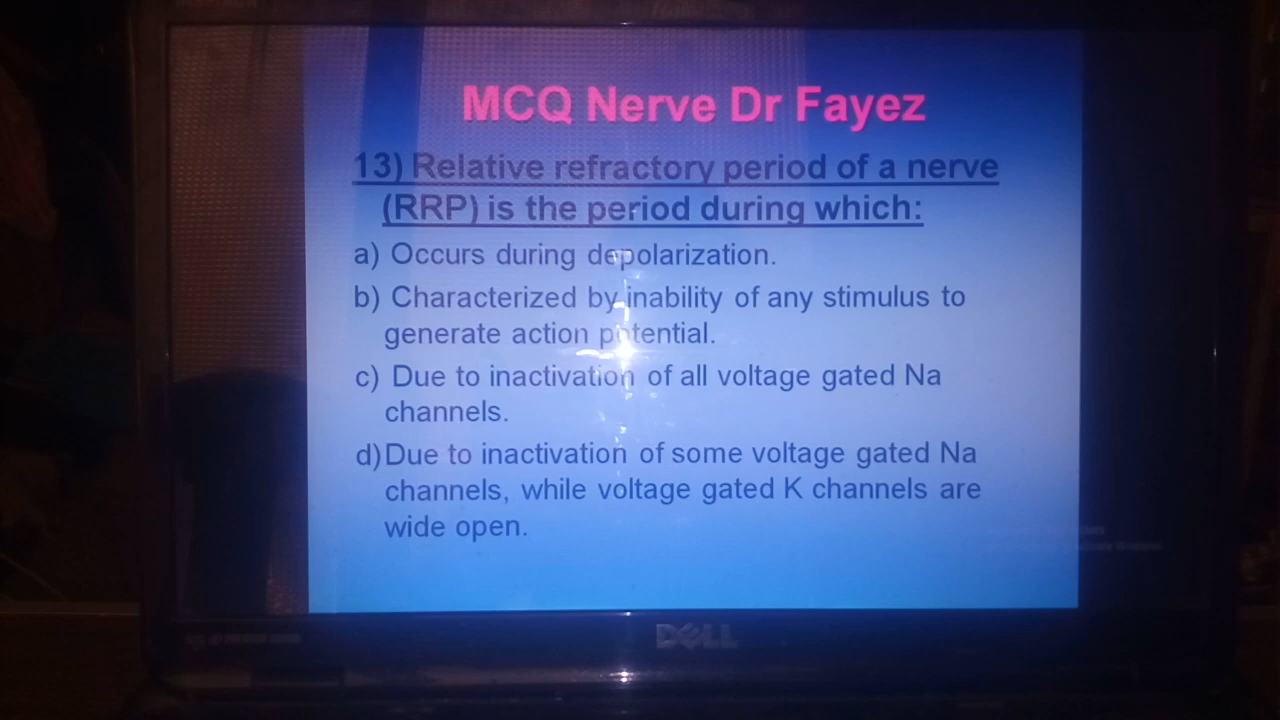 MCQ Nerve Dr Fayez
13) Relative refractory period of a nerve
(RRP) is the period during which:
a) Occurs during depolarization.
b) Characterized by inability of any stimulus to
generate action potential.
c) Due to inactivation of all voltage gated Na
channels.
d)Due to inactivation of some voltage gated Na
channels, while voltage gated K channels are
wide open.
DELL